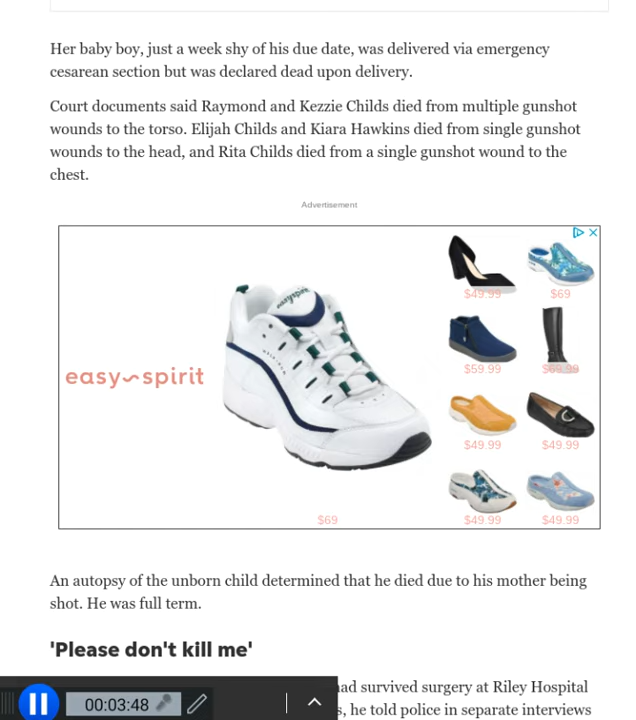 Her baby boy, just a week shy of his due date, was delivered via emergency
cesarean section but was declared dead upon delivery.
Court documents said Raymond and Kezzie Childs died from multiple gunshot
wounds to the torso. Elijah Childs and Kiara Hawkins died from single gunshot
wounds to the head, and Rita Childs died from a single gunshot wound to the
chest.
Advertisement
easy spirit
easyspirit
$69
$49.99 $69
$59.99 $69.99
$49.99 $49.99
$49.99 $49.99
An autopsy of the unborn child determined that he died due to his mother being
shot. He was full term.
'Please don't kill me'
had survived surgery at Riley Hospital
s, he told police in separate interviews
00:03:48